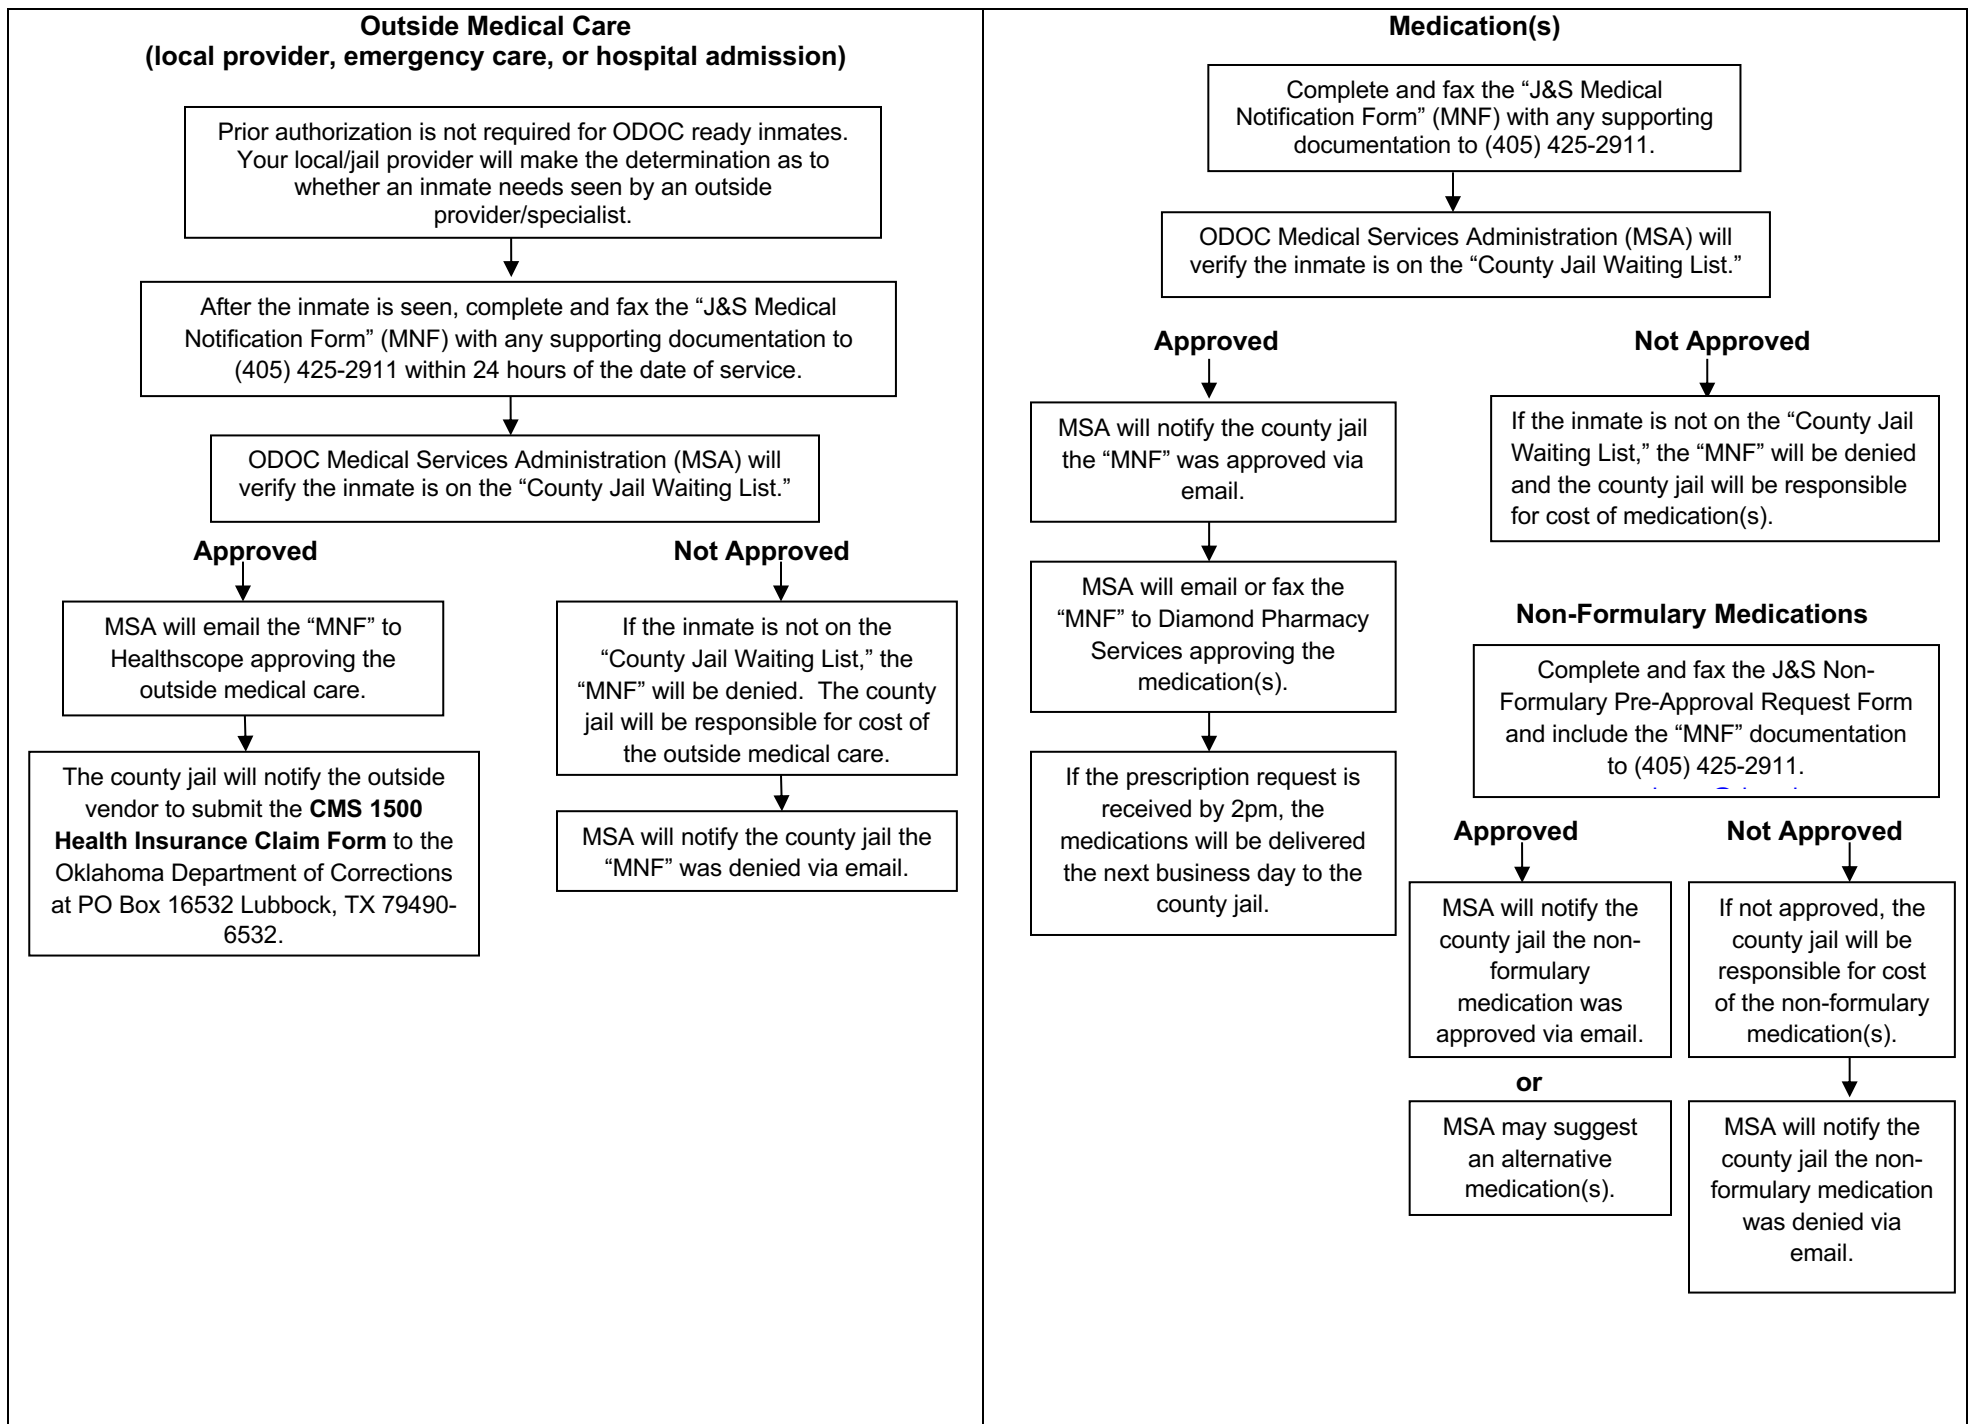 Outside Medical Care
(local provider, emergency care, or hospital admission)
Prior authorization is not required for ODOC ready inmates.
Your local/jail provider will make the determination as to
whether an inmate needs seen by an outside
provider/specialist.
After the inmate is seen, complete and fax the “J&S Medical
Notification Form” (MNF) with any supporting documentation to
(405) 425-2911 within 24 hours of the date of service.
ODOC Medical Services Administration (MSA) will
verify the inmate is on the “County Jail Waiting List.”
Approved
MSA will email the “MNF” to
Healthscope approving the
outside medical care.
The county jail will notify the outside
vendor to submit the CMS 1500
Health Insurance Claim Form to the
Oklahoma Department of Corrections
at PO Box 16532 Lubbock, TX 79490-
6532.
Not Approved
If the inmate is not on the
“County Jail Waiting List,” the
“MNF” will be denied.  The county
jail will be responsible for cost of
the outside medical care.
MSA will notify the county jail the
“MNF” was denied via email.
Medication(s)
Complete and fax the “J&S Medical
Notification Form” (MNF) with any supporting
documentation to (405) 425-2911.
ODOC Medical Services Administration (MSA) will
verify the inmate is on the “County Jail Waiting List.”
Approved
MSA will notify the county jail
the “MNF” was approved via
email.
MSA will email or fax the
“MNF” to Diamond Pharmacy
Services approving the
medication(s).
If the prescription request is
received by 2pm, the
medications will be delivered
the next business day to the
county jail.
Not Approved
If the inmate is not on the “County Jail
Waiting List,” the “MNF” will be denied
and the county jail will be responsible
for cost of medication(s).
Non-Formulary Medications
Complete and fax the J&S Non-
Formulary Pre-Approval Request Form
and include the “MNF” documentation
to (405) 425-2911.
Approved
MSA will notify the
county jail the non-
formulary
medication was
approved via email.
or
MSA may suggest
an alternative
medication(s).
Not Approved
If not approved, the
county jail will be
responsible for cost
of the non-formulary
medication(s).
MSA will notify the
county jail the non-
formulary medication
was denied via
email.